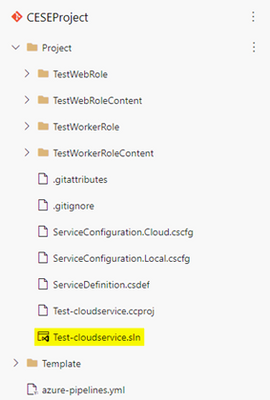 CESEProject
Project
TestWebRole
TestWebRoleContent
TestWorkerRole
TestWorkerRoleContent
.gitattributes
.gitignore
ServiceConfiguration.Cloud.cscfg
ServiceConfiguration.Local.cscfg
ServiceDefinition.csdef
Test-cloudservice.ccproj
Test-cloudservice.sln
Template
azure-pipelines.yml